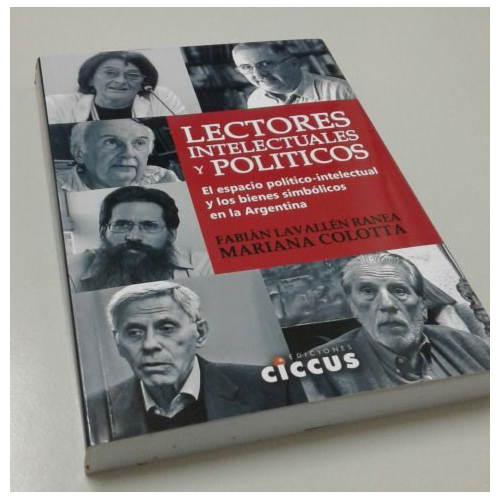 LECTORES
INTELECTUALES
Y POLITICOS
El espacio político-intelectual
y los bienes simbólicos
en la Argentina
FABIÁN LAVALLÉN RANEA
MARIANA COLOTTA
EDICIONES
CICCUS